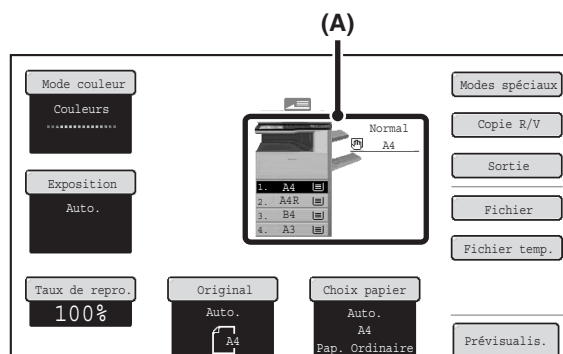 (A)
Mode couleur
Couleurs
Modes spéciaux
Normal
A4
Copie R/V
Sortie
Exposition
Auto.
1. A4
2. A4R
3. B4
4. A3
Fichier
Fichier temp.
Taux de repro.
100%
Original
Auto.
A4
Choix papier
Auto.
A4
Pap. Ordinaire
Prévisualis.